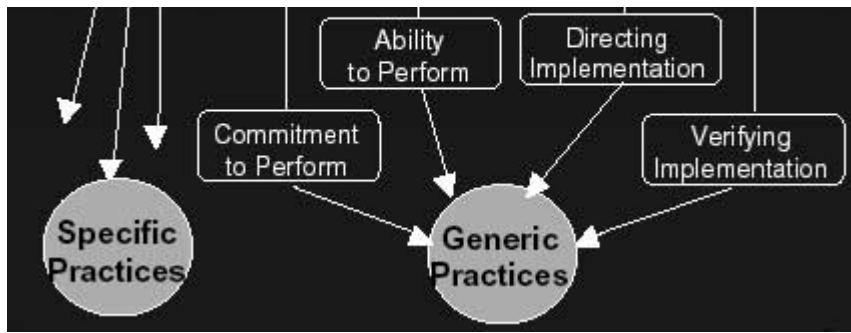 Ability
to Perform
Directing
Implementation
Commitment
to Perform
Verifying
Implementation
Specific
Practices
Generic
Practices